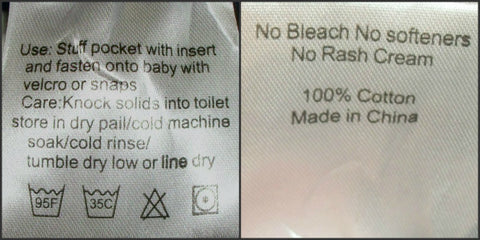 Use: Stuff pocket with insert
and fasten onto baby with
velcro or snaps
Care:Knock solids into toilet
store in dry pail/cold machine
soak/cold rinse/
tumble dry low or line dry
95F 35C
No Bleach No softeners
No Rash Cream
100% Cotton
Made in China